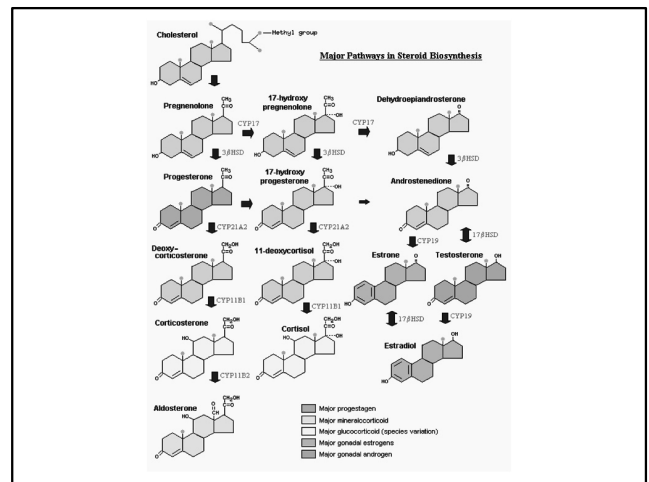 Cholesterol
Methyl group
Major Pathways in Steroid Biosynthesis
HO
CH₃
C=O
CH₃
C=O
Pregnenolone
17-hydroxy
pregnenolone
Dehydroepiandrosterone
CYP17
OH
CYP17
O
HO
HO
HO
3βHSD
3βHSD
3βHSD
CH₃
C=O
CH₃
C=O
Progesterone
17-hydroxy
progesterone
Androstenedione
OH
O
O
O
O
CYP21A2
CYP21A2
CYP19
17βHSD
CH₂OH
C=O
CH₂OH
C=O
Deoxy-
corticosterone
11-deoxycortisol
Estrone
Testosterone
OH
O
OH
O
O
HO
O
CYP11B1
CYP11B1
17βHSD
CYP19
CH₂OH
C=O
CH₂OH
C=O
Corticosterone
Cortisol
Estradiol
HO
HO
OH
OH
O
O
HO
CYP11B2
CH₂OH
C=O
Aldosterone
O
CH
HO
O
Major progestagen
Major mineralcorticoid
Major glucocorticoid (species variation)
Major gonadal estrogens
Major gonadal androgen